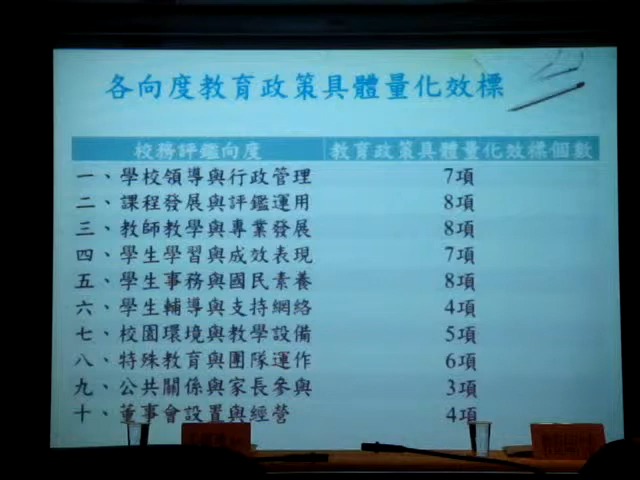 各向度教育政策具體量化效標
校務評鑑向度 教育政策具體量化效標個數
一、學校領導與行政管理 7項
二、課程發展與評鑑運用 8項
三、教師教學與專業發展 8項
四、學生學習與成效表現 7項
五、學生事務與國民素養 8項
六、學生輔導與支持網絡 4項
七、校園環境與教學設備 5項
八、特殊教育與團隊運作 6項
九、公共關係與家長參與 3項
十、董事會設置與經營 4項